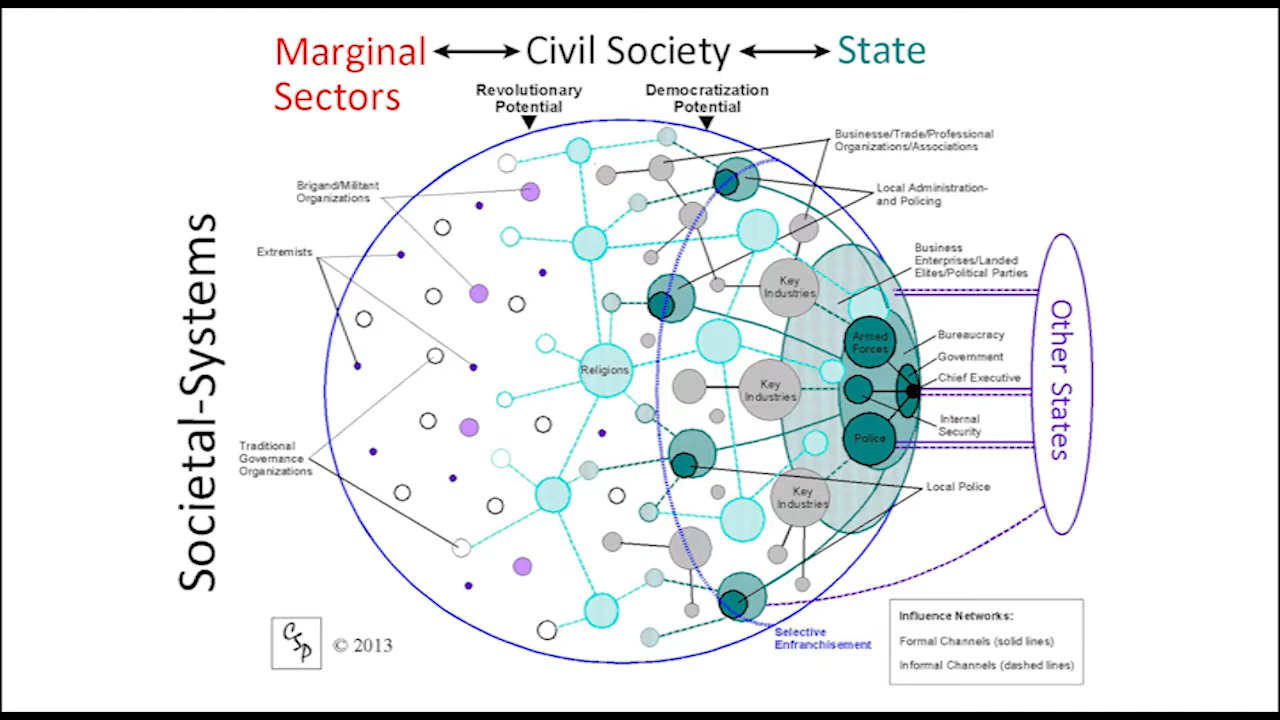 Marginal
Sectors
Civil Society
State
Revolutionary
Potential
Democratization
Potential
Businesse/Trade/Professional
Organizations/Associations
Brigand/Militant
Organizations
Local Administration-
and Policing
Extremists
Business
Enterprises/Landed
Elites/Political Parties
Key
Industries
Societal-Systems
Other States
Armed
Forces
Bureaucracy
Government
Chief Executive
Religions
Key
Industries
Internal
Security
Police
Traditional
Governance
Organizations
Key
Industries
Local Police
Selective
Enfranchisement
Influence Networks:
Formal Channels (solid lines)
Informal Channels (dashed lines)
CSP
© 2013